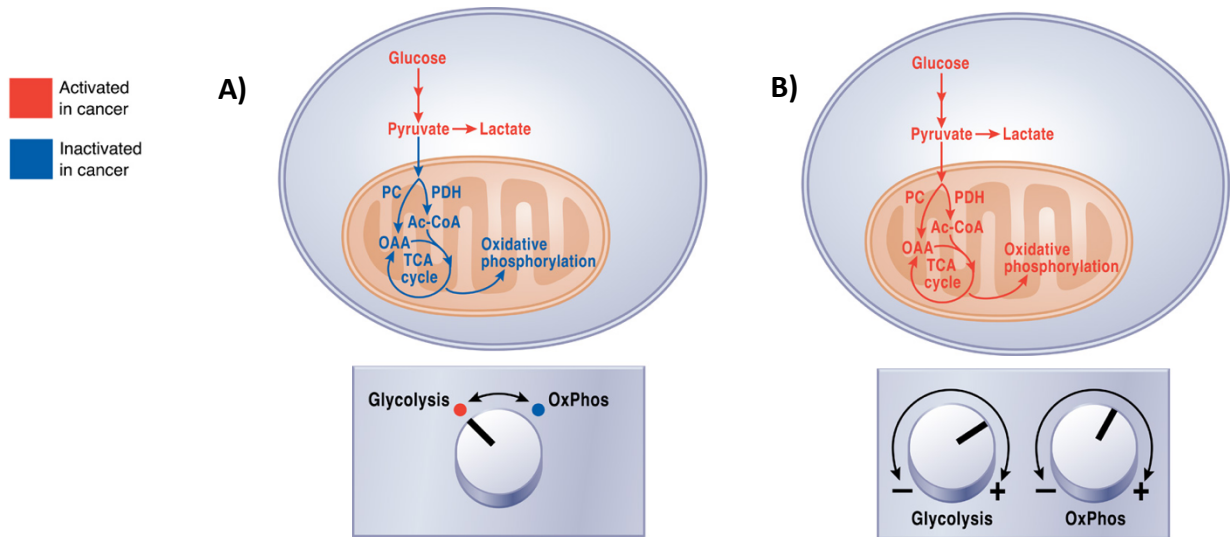 Activated
in cancer
Inactivated
in cancer
A)
Glucose
Pyruvate
Lactate
PC
PDH
Ac-CoA
OAA
TCA
cycle
Oxidative
phosphorylation
Glycolysis
OxPhos
B)
Glucose
Pyruvate
Lactate
PC
PDH
Ac-CoA
OAA
TCA
cycle
Oxidative
phosphorylation
− +
Glycolysis
− +
OxPhos